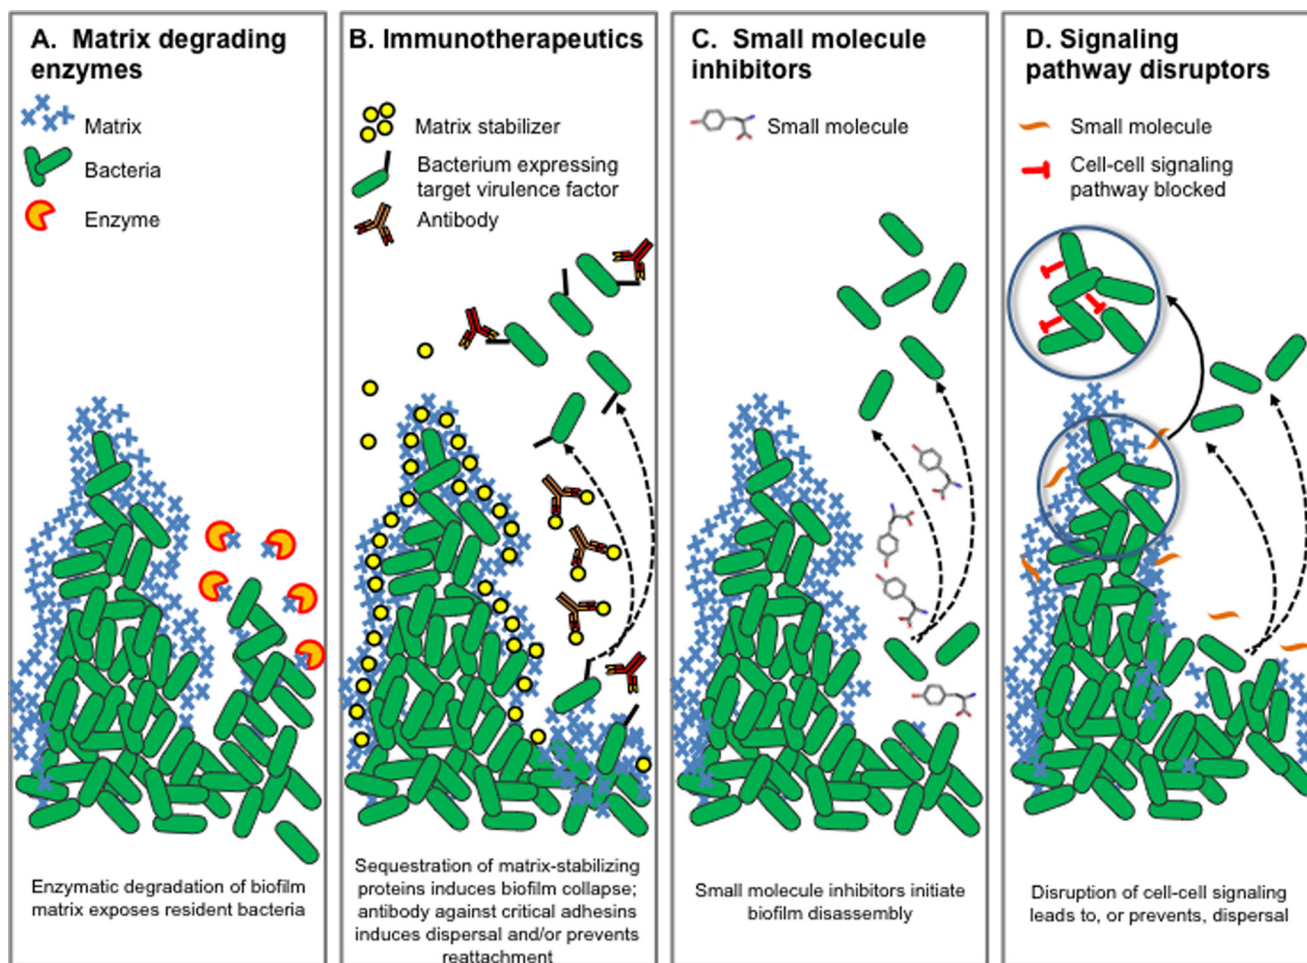 A. Matrix degrading
enzymes
Matrix
Bacteria
Enzyme
Enzymatic degradation of biofilm
matrix exposes resident bacteria
B. Immunotherapeutics
Matrix stabilizer
Bacterium expressing
target virulence factor
Antibody
Sequestration of matrix-stabilizing
proteins induces biofilm collapse;
antibody against critical adhesins
induces dispersal and/or prevents
reattachment
C. Small molecule
inhibitors
Small molecule
Small molecule inhibitors initiate
biofilm disassembly
D. Signaling
pathway disruptors
Small molecule
Cell-cell signaling
pathway blocked
Disruption of cell-cell signaling
leads to, or prevents, dispersal